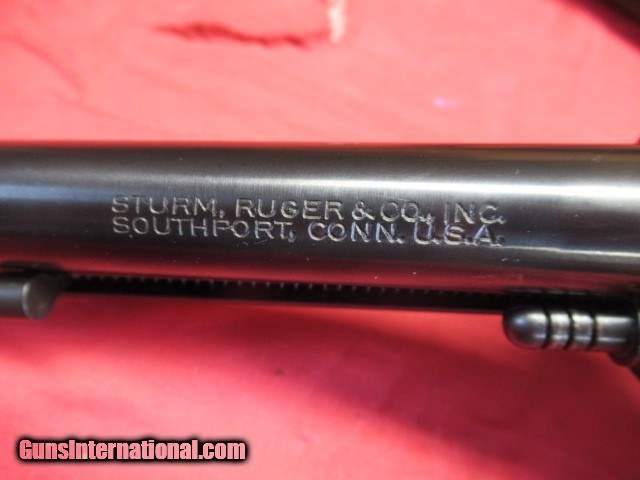 STURM, RUGER & CO., INC.
SOUTHPORT, CONN. U.S.A.
GunsInternational.com